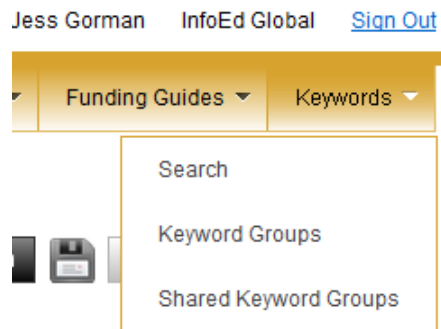 Jess Gorman InfoEd Global Sign Out
Funding Guides Keywords
Search
Keyword Groups
Shared Keyword Groups